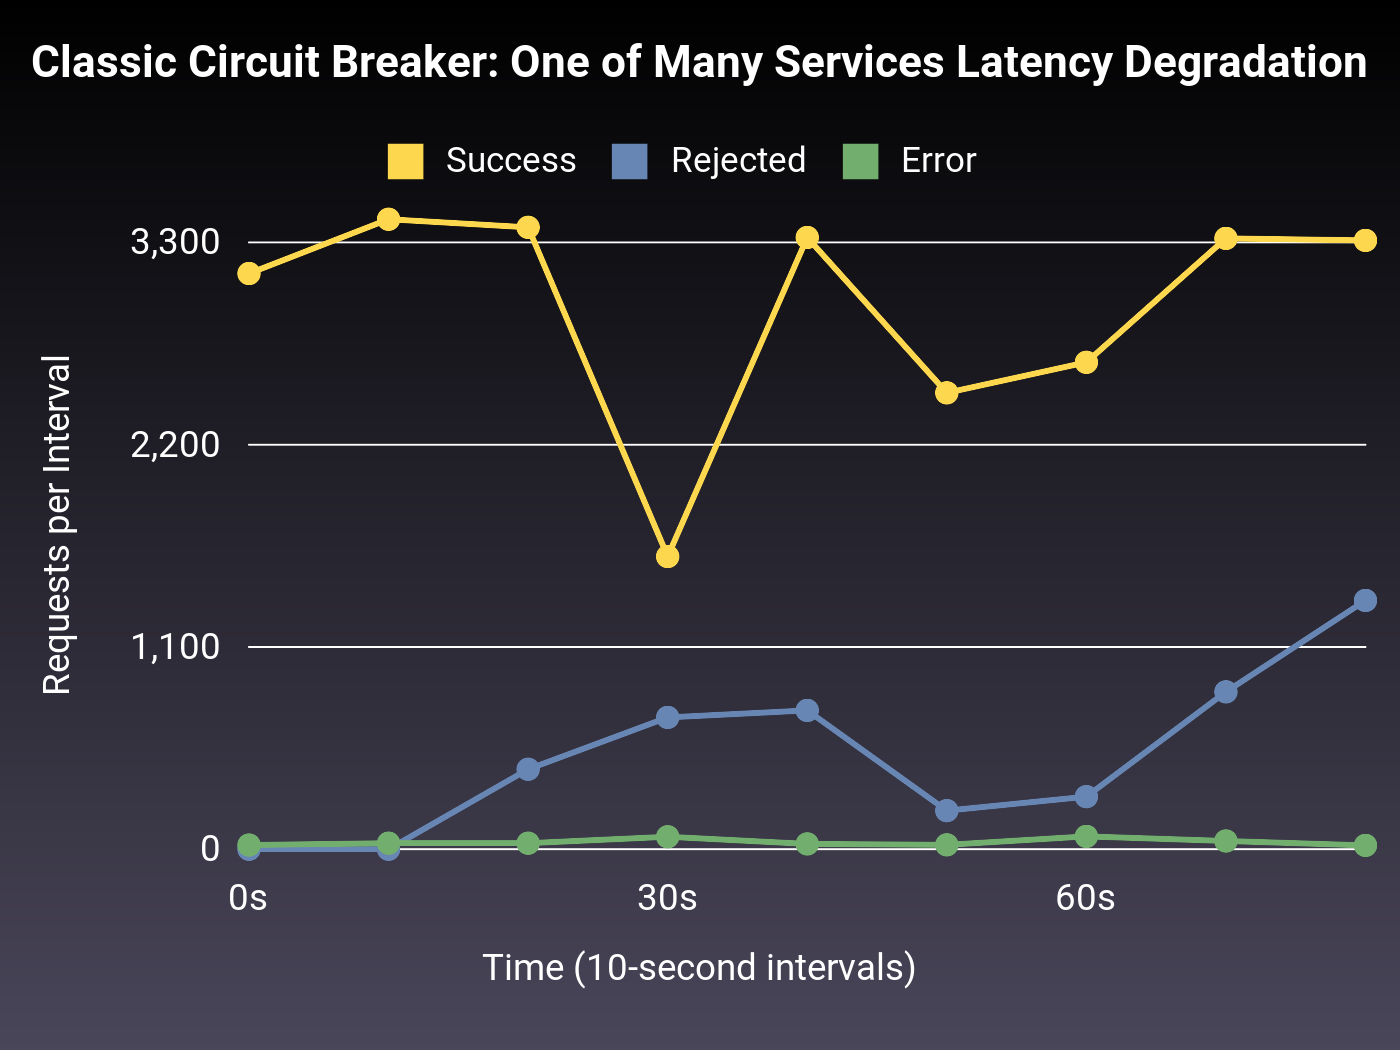 Classic Circuit Breaker: One of Many Services Latency Degradation
Success Rejected Error
3,300
2,200
1,100
0
Requests per Interval
0s 30s 60s
Time (10-second intervals)